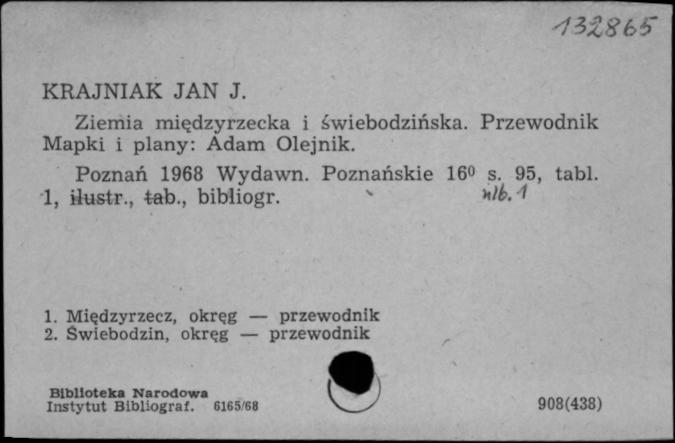 132865
KRAJNIAK JAN J.
Ziemia międzyrzecka i świebodzińska. Przewodnik
Mapki i plany: Adam Olejnik.
Poznań 1968 Wydawn. Poznańskie 16⁰ s. 95, tabl.
1, ilustr., tab., bibliogr. nlb. 1
1. Międzyrzecz, okręg — przewodnik
2. Świebodzin, okręg — przewodnik
Biblioteka Narodowa
Instytut Bibliograf. 6165/68 908(438)